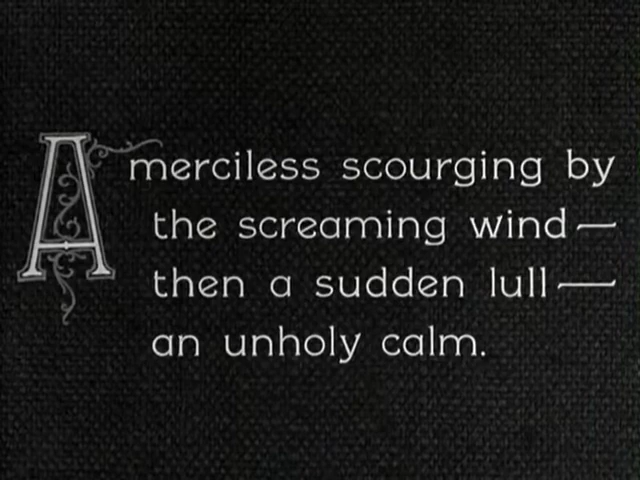 A merciless scourging by
the screaming wind—
then a sudden lull—
an unholy calm.